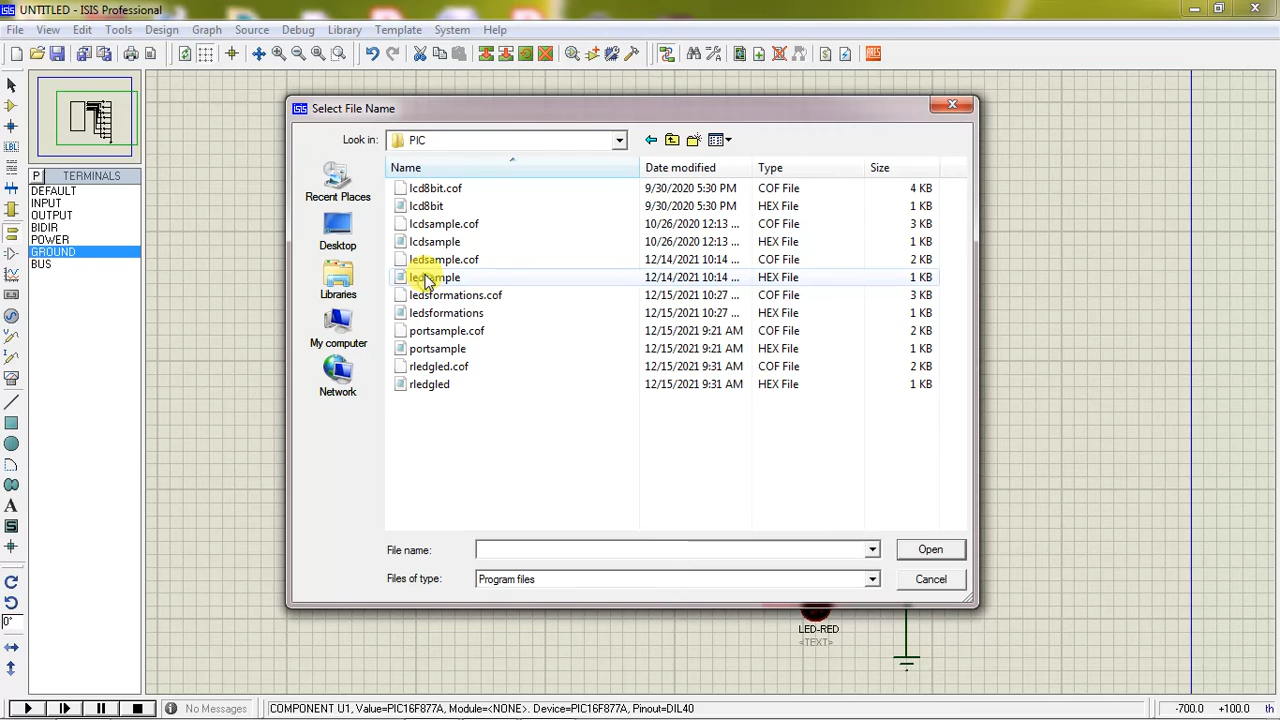 UNTITLED - ISIS Professional
File View Edit Tools Design Graph Source Debug Library Template System Help
ARES
LBL
P TERMINALS
DEFAULT
INPUT
OUTPUT
BIDIR
POWER
GROUND
BUS
A
S
0°
Select File Name
Look in: PIC
Recent Places
Desktop
Libraries
My computer
Network
Name Date modified Type Size
lcd8bit.cof 9/30/2020 5:30 PM COF File 4 KB
lcd8bit 9/30/2020 5:30 PM HEX File 1 KB
lcdsample.cof 10/26/2020 12:13 ... COF File 3 KB
lcdsample 10/26/2020 12:13 ... HEX File 1 KB
ledsample.cof 12/14/2021 10:14 ... COF File 2 KB
ledsample 12/14/2021 10:14 ... HEX File 1 KB
ledsformations.cof 12/15/2021 10:27 ... COF File 3 KB
ledsformations 12/15/2021 10:27 ... HEX File 1 KB
portsample.cof 12/15/2021 9:21 AM COF File 2 KB
portsample 12/15/2021 9:21 AM HEX File 1 KB
rledgled.cof 12/15/2021 9:31 AM COF File 2 KB
rledgled 12/15/2021 9:31 AM HEX File 1 KB
File name: Open
Files of type: Program files Cancel
LED-RED
<TEXT>
No Messages COMPONENT U1, Value=PIC16F877A, Module=<NONE>. Device=PIC16F877A, Pinout=DIL40 -700.0 +100.0 th